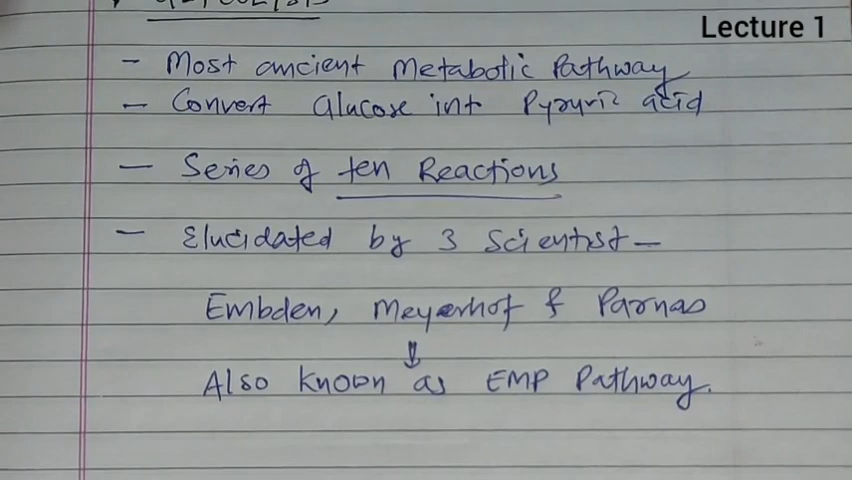 Lecture 1
- Most ancient Metabolic Pathway
- Convert Glucose int Pyruvic acid
- Series of ten Reactions
- Elucidated by 3 Scientist -
Embden, Meyerhof & Parnas
⇓
Also known as EMP Pathway.